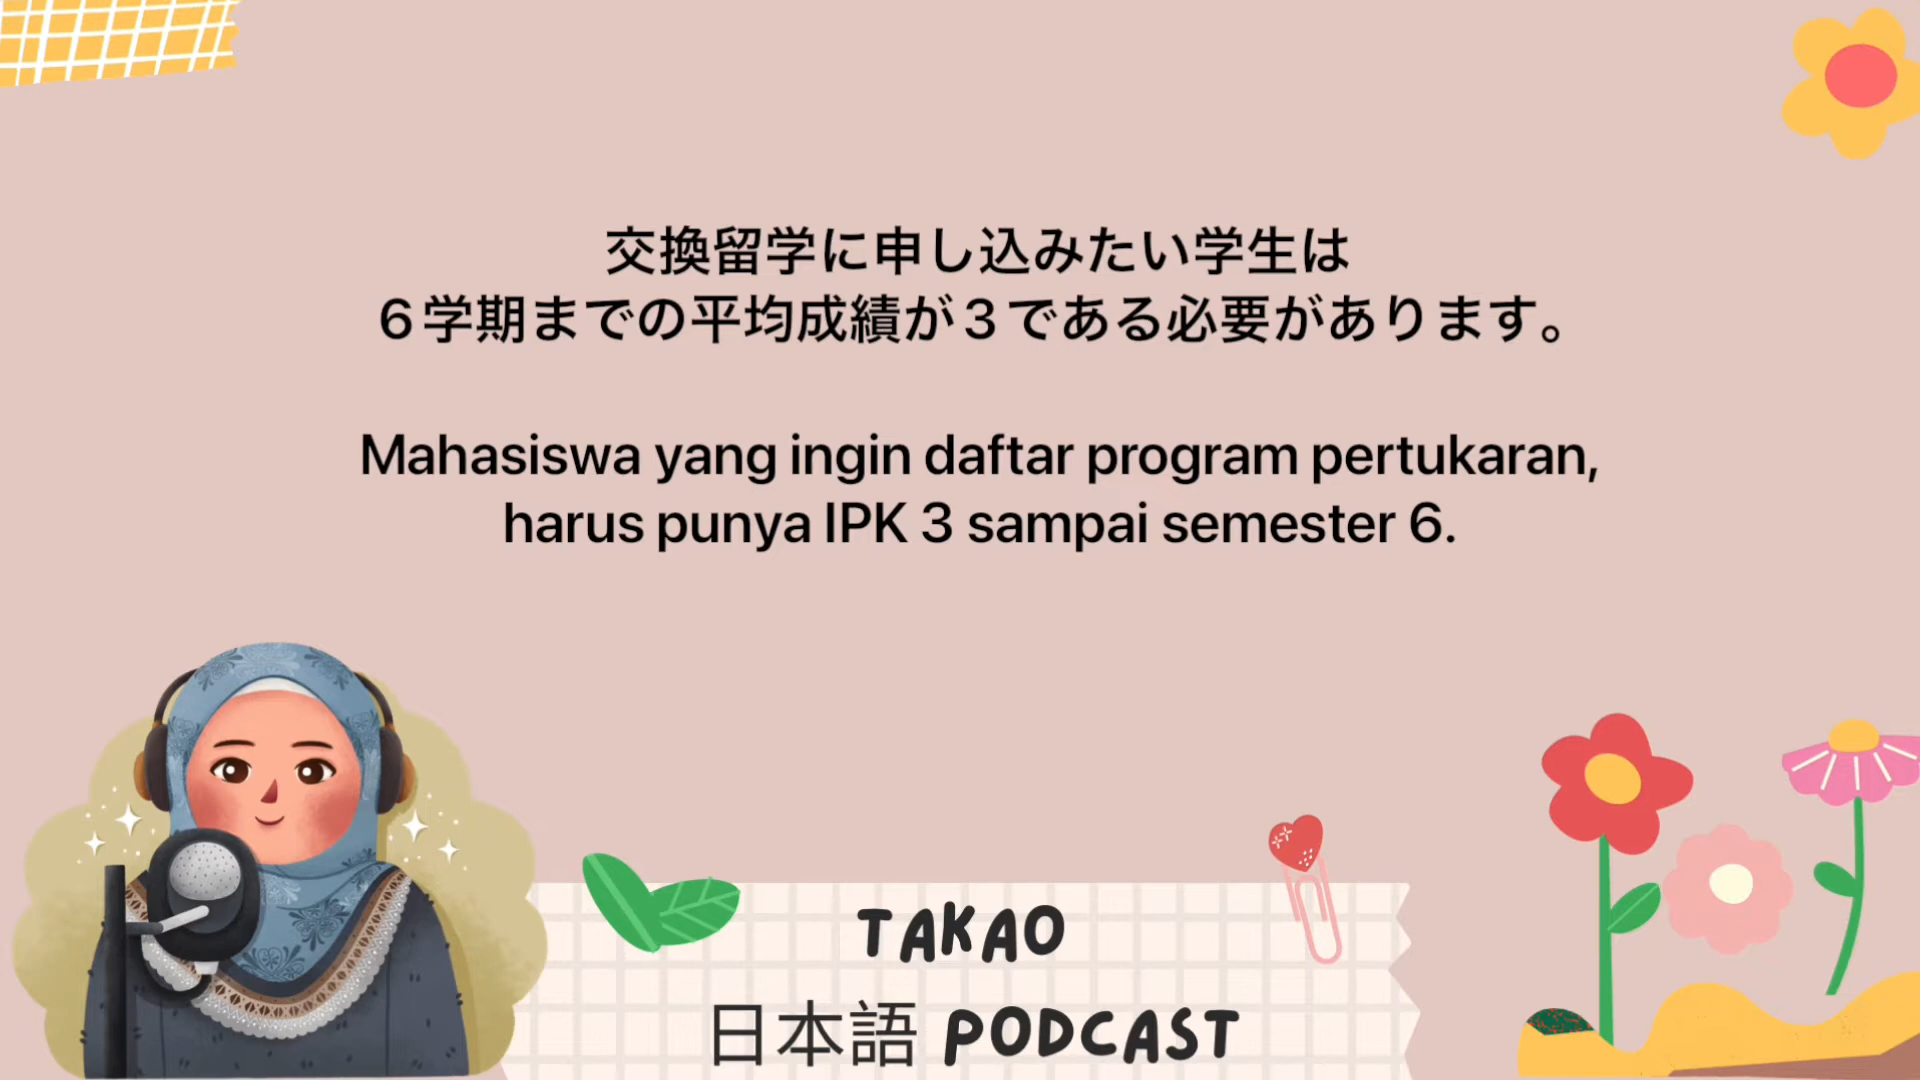 交換留学に申し込みたい学生は
６学期までの平均成績が３である必要があります。
Mahasiswa yang ingin daftar program pertukaran,
harus punya IPK 3 sampai semester 6.
TAKAO
日本語 PODCAST